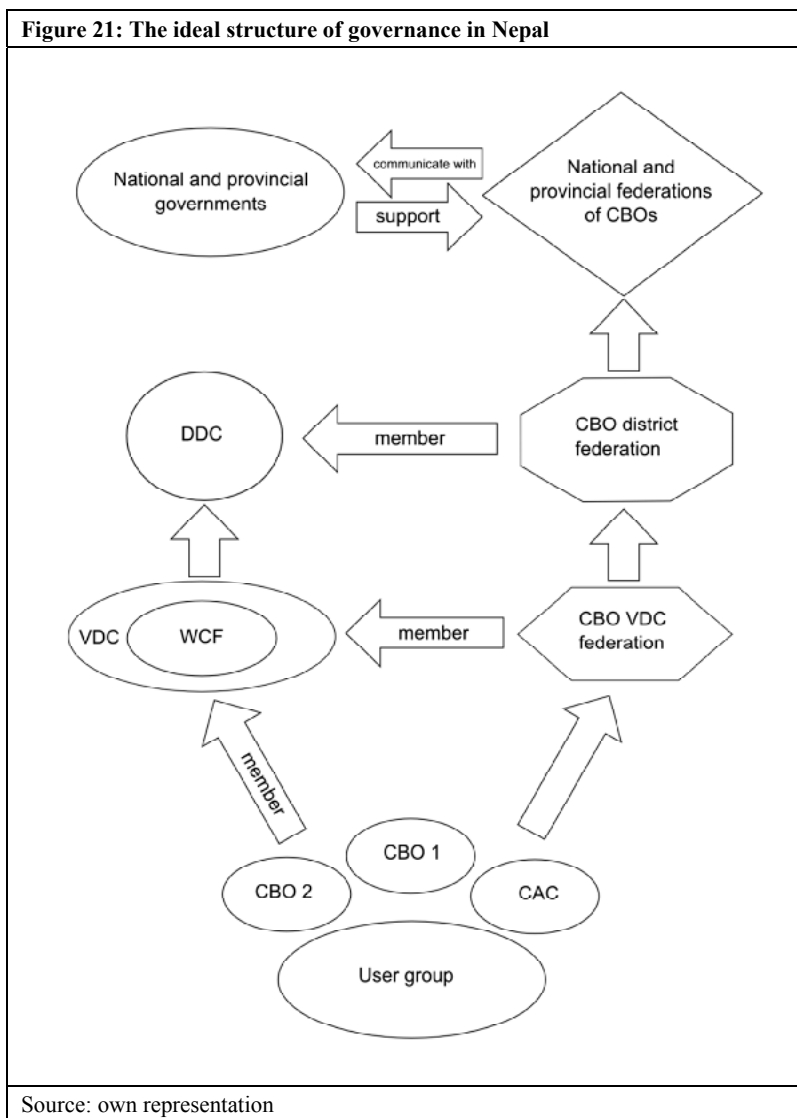 Figure 21: The ideal structure of governance in Nepal
National and provincial
governments
communicate with
support
National and
provincial federations
of CBOs
DDC
member
CBO district
federation
VDC
WCF
member
CBO VDC
federation
member
CBO 1
CBO 2
CAC
User group
Source: own representation